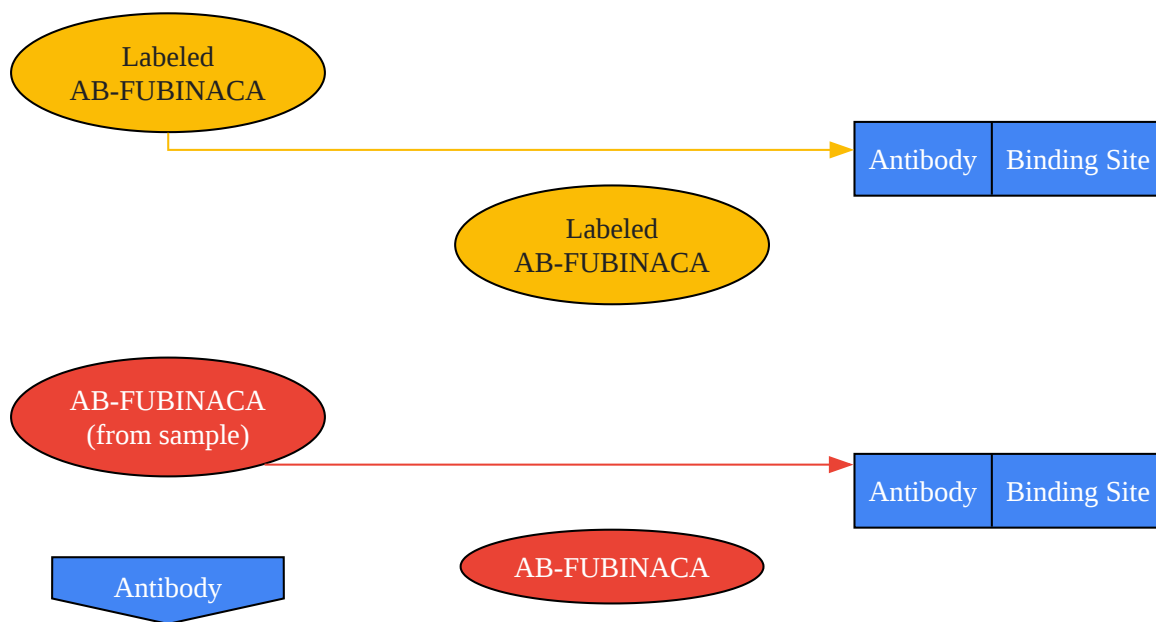 Labeled
AB-FUBINACA
Antibody
Binding Site
Labeled
AB-FUBINACA
AB-FUBINACA
(from sample)
Antibody
Binding Site
AB-FUBINACA
Antibody